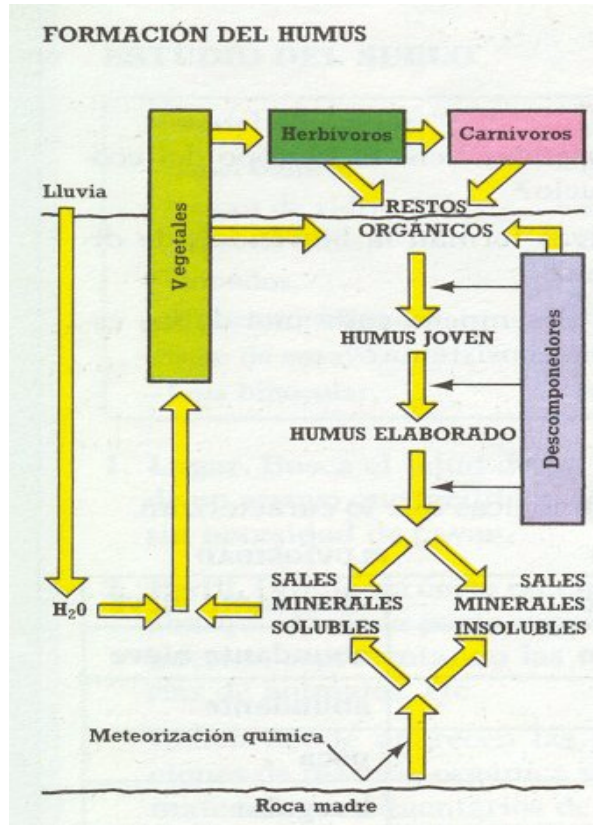 FORMACIÓN DEL HUMUS
Herbívoros
Carnívoros
Lluvia
Vegetales
RESTOS
ORGÁNICOS
HUMUS JOVEN
Descomponedores
HUMUS ELABORADO
H₂0
SALES
MINERALES
SOLUBLES
SALES
MINERALES
INSOLUBLES
Meteorización química
Roca madre